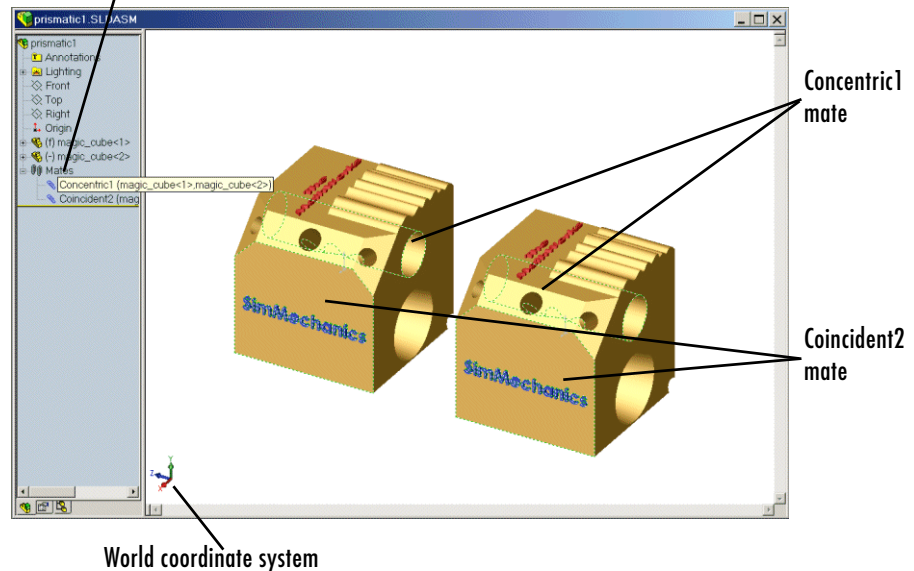 prismatic1.SLDASM
prismatic1
Annotations
Lighting
Front
Top
Right
Origin
(f) magic_cube<1>
(-) magic_cube<2>
Mates
Concentric1 (magic_cube<1>,magic_cube<2>)
Coincident2 (mag
SimMechanics
SimMechanics
Y
Z
X
Concentric1
mate
Coincident2
mate
World coordinate system